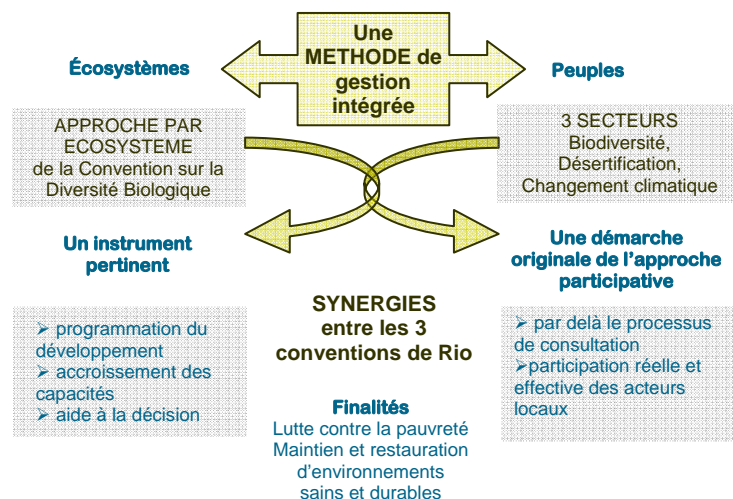 Une
METHODE de
gestion
intégrée
Écosystèmes
Peuples
APPROCHE PAR
ECOSYSTEME
de la Convention sur la
Diversité Biologique
3 SECTEURS
Biodiversité,
Désertification,
Changement climatique
Un instrument
pertinent
Une démarche
originale de l'approche
participative
➢ programmation du
développement
➢ accroissement des
capacités
➢ aide à la décision
SYNERGIES
entre les 3
conventions de Rio
➢ par delà le processus
de consultation
➢participation réelle et
effective des acteurs
locaux
Finalités
Lutte contre la pauvreté
Maintien et restauration
d'environnements
sains et durables